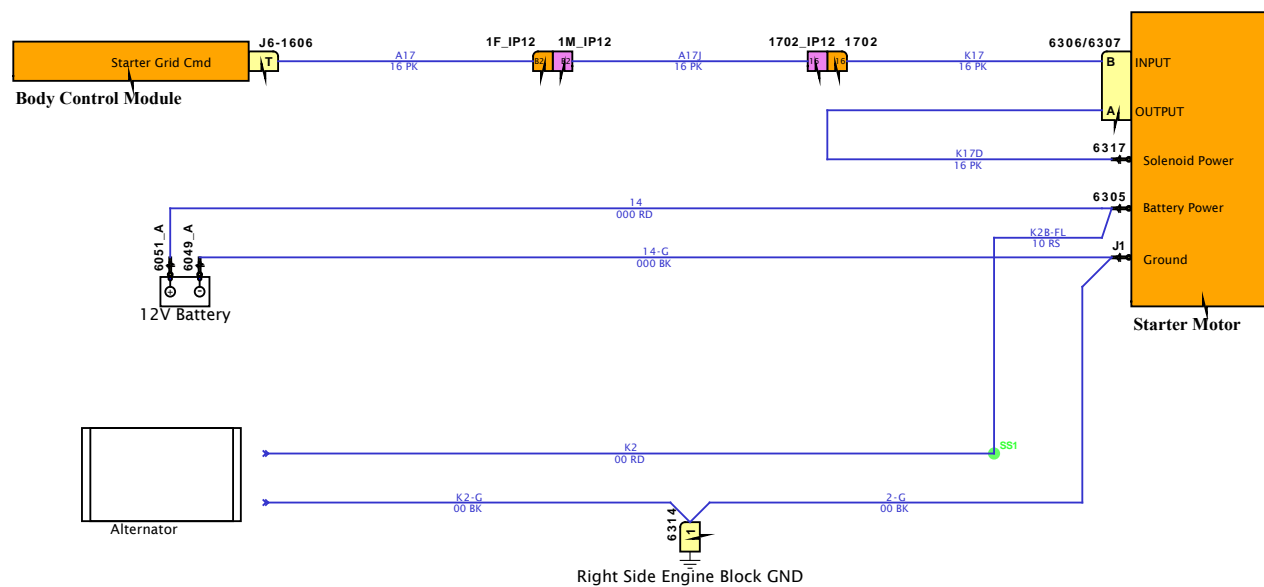 J6-1606
A17
1F_IP12
1M_IP12
A17J
1702_IP12
1702
K17
6306/6307
Starter Grid Cmd
T
16 PK
B2
B2
16 PK
16
16
16 PK
B
INPUT
Body Control Module
A
OUTPUT
6317
K17D
16 PK
Solenoid Power
6305
14
000 RD
Battery Power
6051_A
6049_A
K2B-FL
10 RS
J1
14-G
000 BK
Ground
+
-
12V Battery
Starter Motor
SS1
K2
00 RD
K2-G
00 BK
2-G
00 BK
6314
1
Alternator
Right Side Engine Block GND